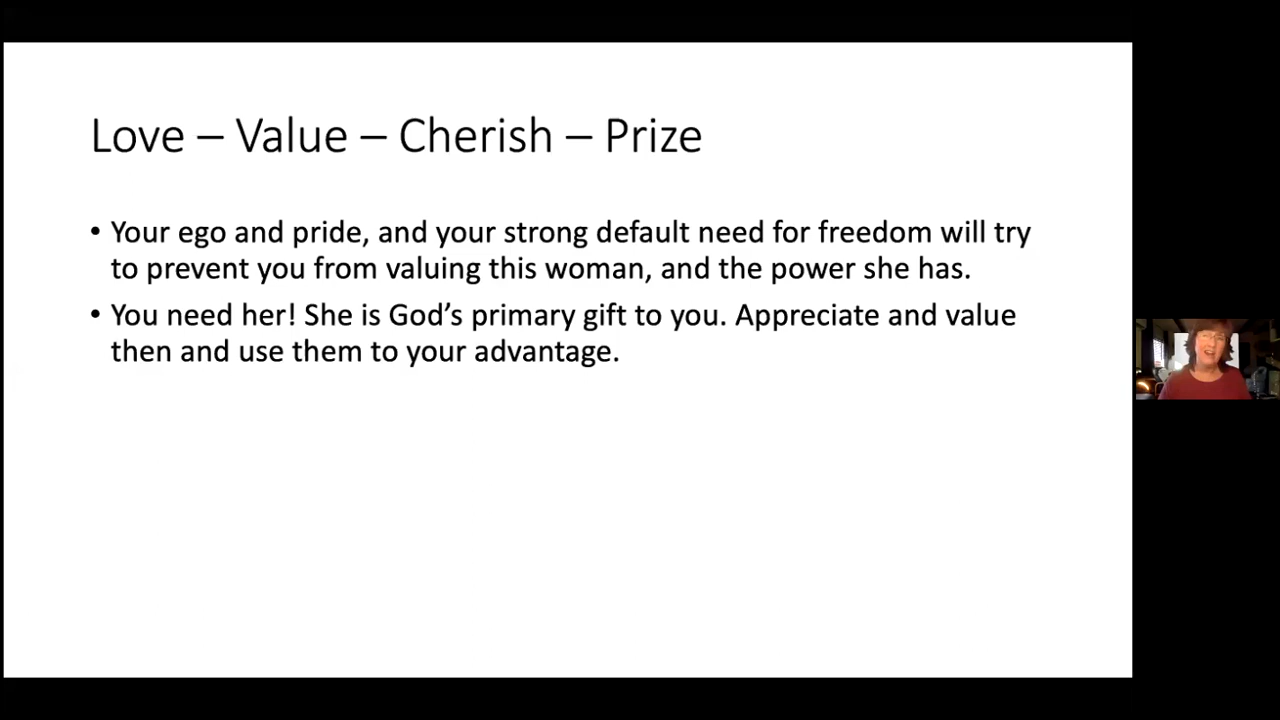 Love – Value – Cherish – Prize
• Your ego and pride, and your strong default need for freedom will try
to prevent you from valuing this woman, and the power she has.
• You need her! She is God’s primary gift to you. Appreciate and value
then and use them to your advantage.